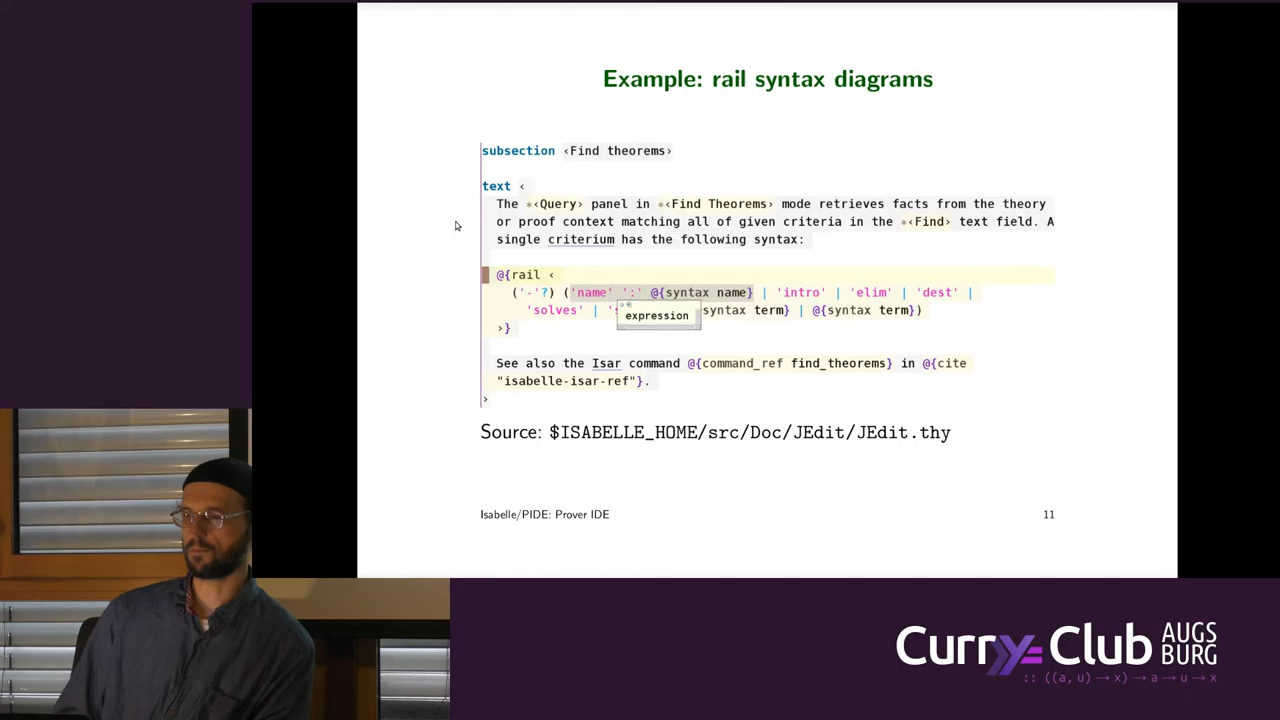 Example: rail syntax diagrams
subsection ‹Find theorems›
text ‹
The ∗‹Query› panel in ∗‹Find Theorems› mode retrieves facts from the theory
or proof context matching all of given criteria in the ∗‹Find› text field. A
single criterium has the following syntax:
@{rail ‹
('-'?) ('name' ':' @{syntax name} | 'intro' | 'elim' | 'dest' |
'solves' | syntax term} | @{syntax term})
expression
›}
See also the Isar command @{command_ref find_theorems} in @{cite
"isabelle-isar-ref"}.
›
Source: $ISABELLE_HOME/src/Doc/JEdit/JEdit.thy
Isabelle/PIDE: Prover IDE 11
Curry Club AUGS
BURG
:: ((a, u) → x) → a → u → x